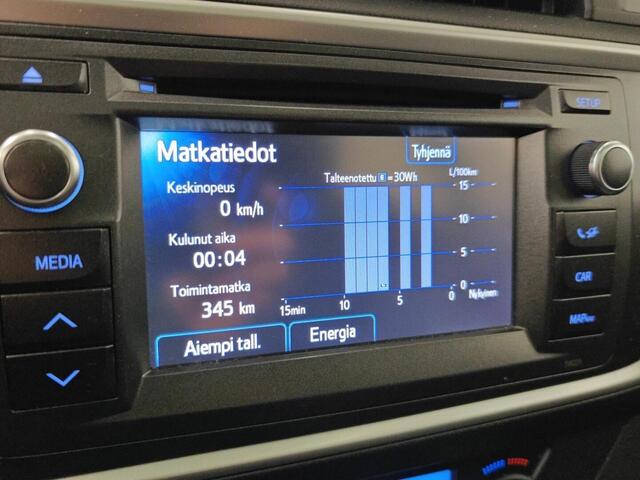 SETUP
Matkatiedot
Tyhjennä
L/100km
Talteenotettu E =30Wh
Keskinopeus
0 km/h
Kulunut aika
00:04
Toimintamatka
345 km
15
10
5
0
15min
10
5
0
Nykyinen
Aiempi tall.
Energia
MEDIA
CAR
MAP